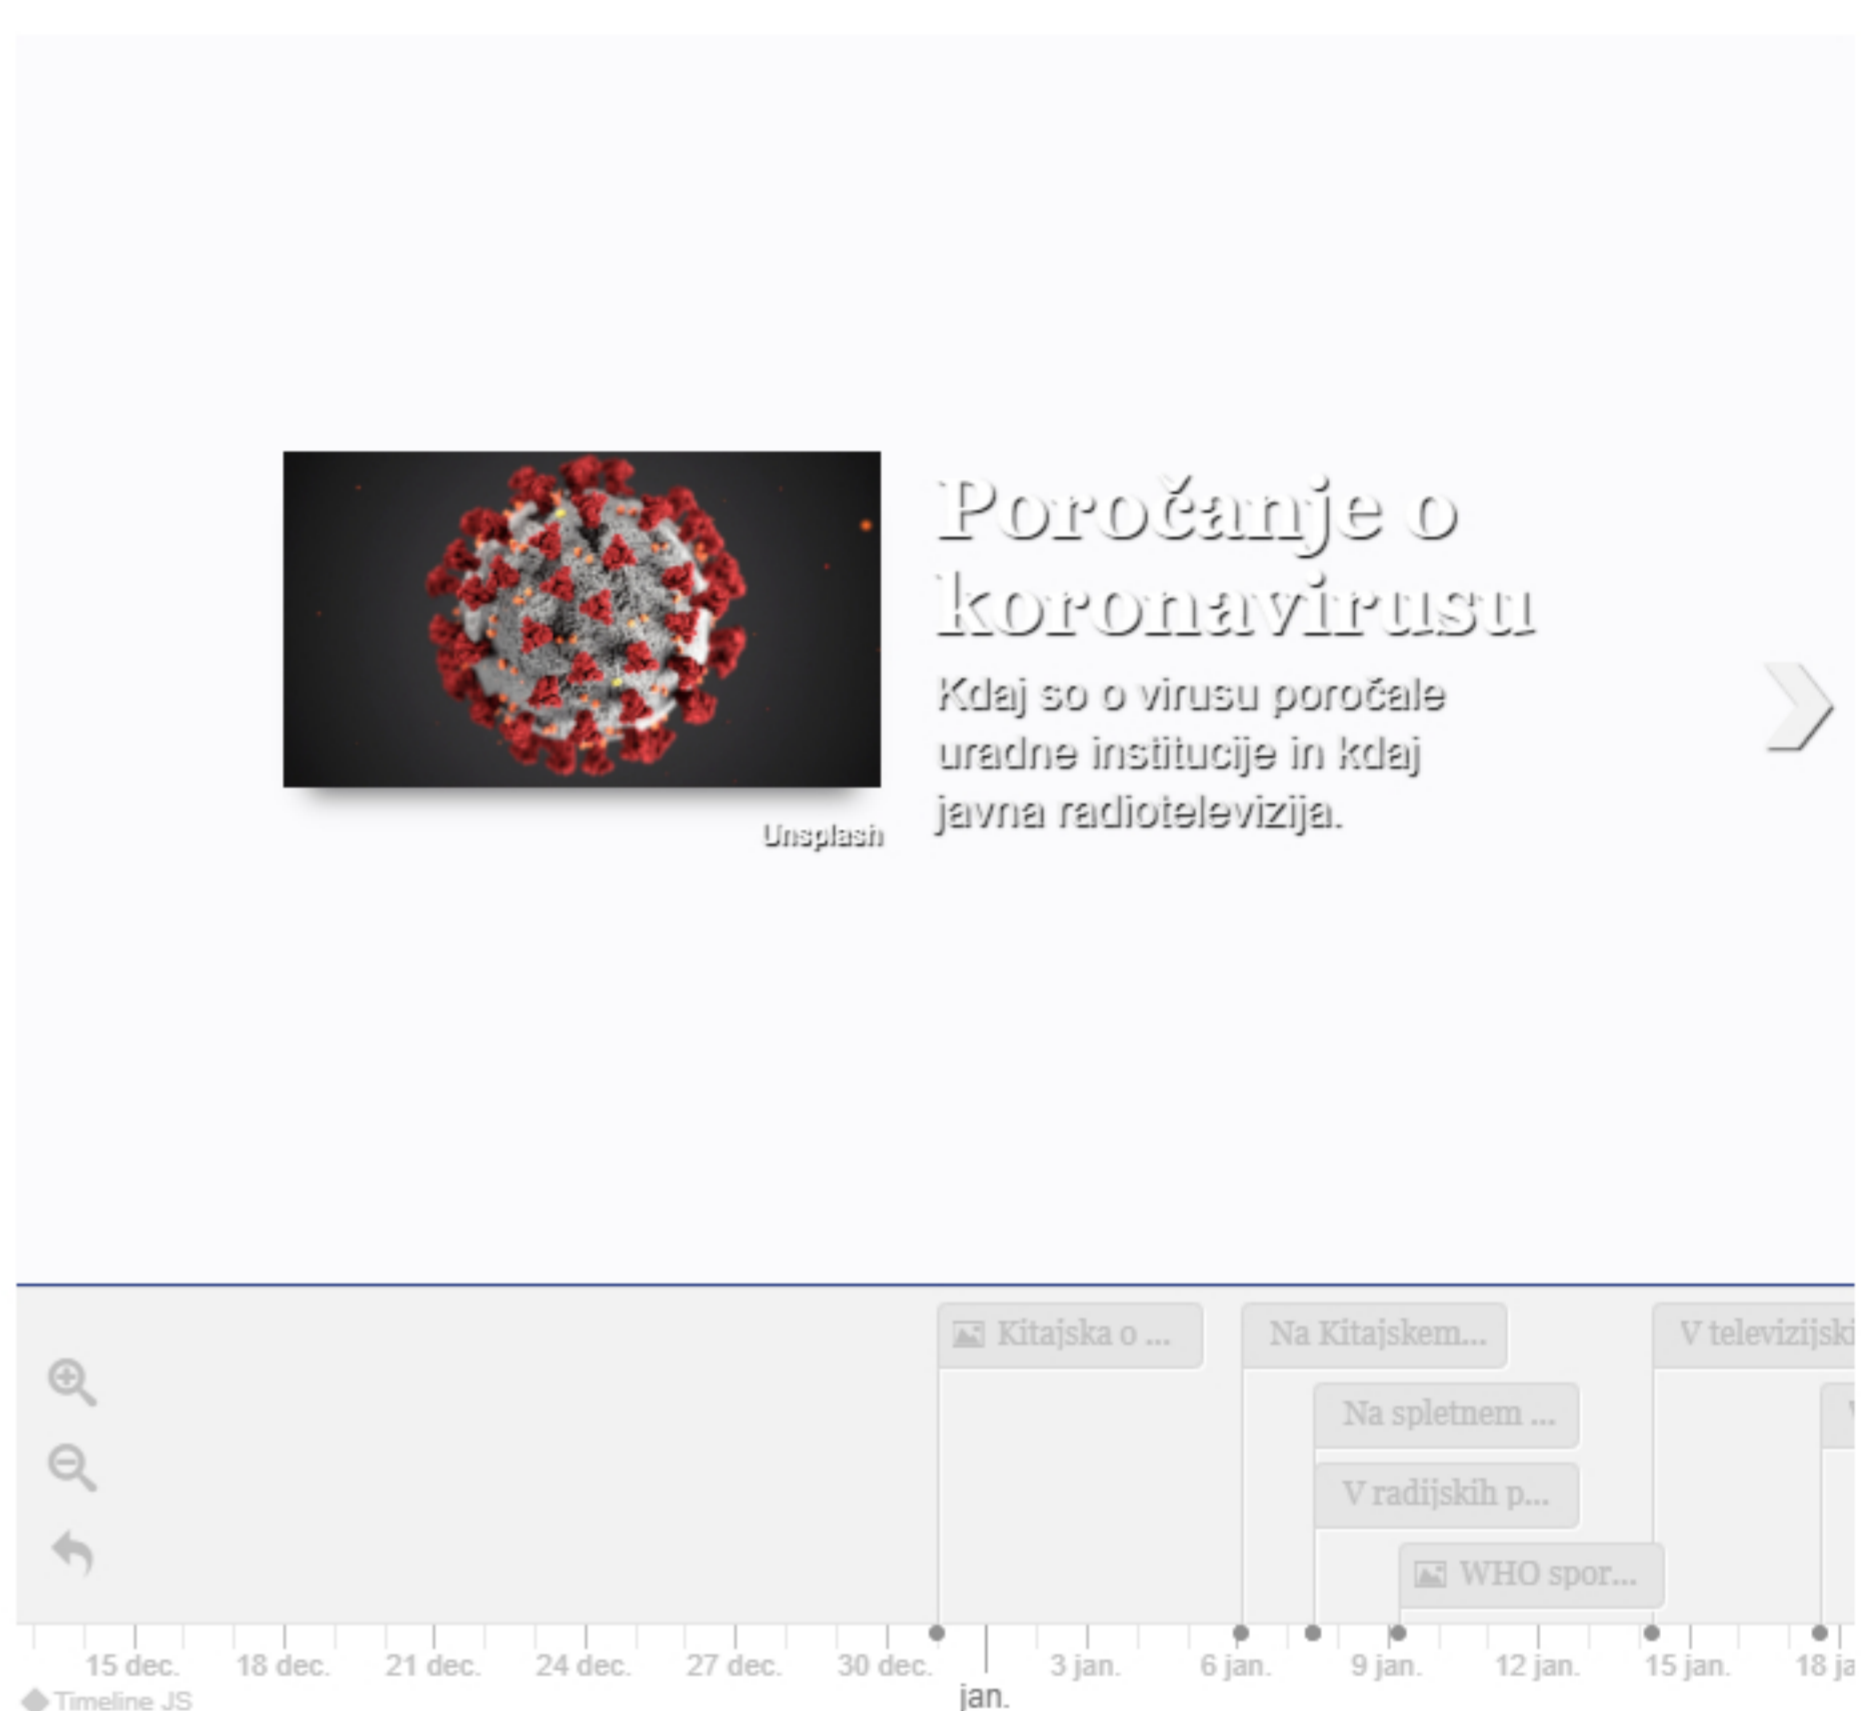 Poročanje o
koronavirusu
Kdaj so o virusu poročale
uradne institucije in kdaj
javna radiotelevizija.
Unsplash
Kitajska o ...
Na Kitajskem...
V televizijski
Na spletnem ...
V radijskih p...
WHO spor...
15 dec. 18 dec. 21 dec. 24 dec. 27 dec. 30 dec. 3 jan. 6 jan. 9 jan. 12 jan. 15 jan. 18 ja
jan.
Timeline JS